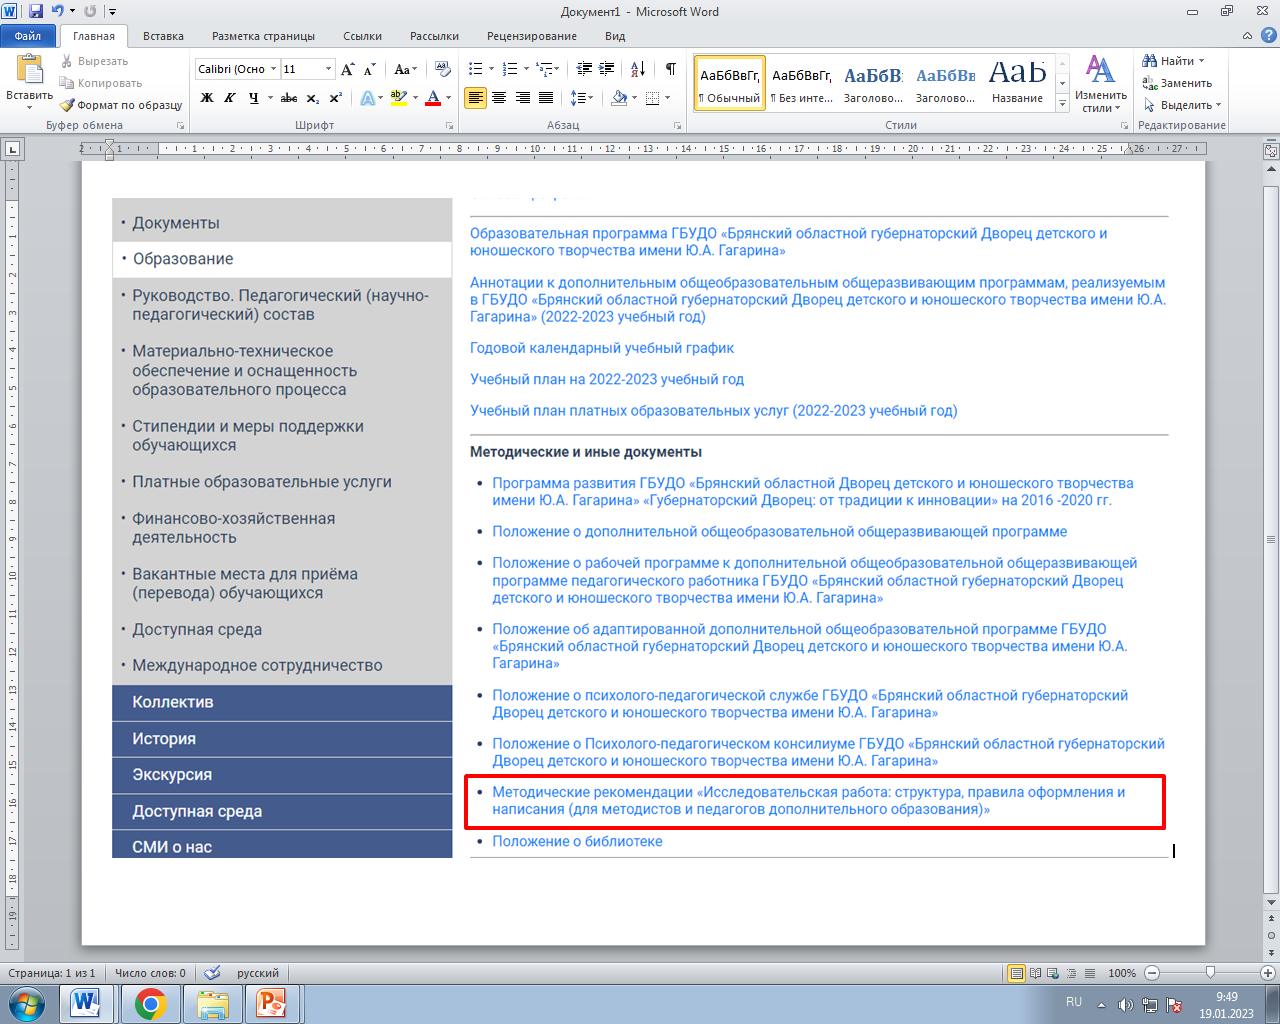 Документ1 - Microsoft Word
Файл
Главная
Вставка
Разметка страницы
Ссылки
Рассылки
Рецензирование
Вид
Вставить
Вырезать
Копировать
Формат по образцу
Буфер обмена
Calibri (Осно
11
Шрифт
Абзац
АаБбВвГг,
¶ Обычный
АаБбВвГг,
¶ Без инте...
АаБбВ
Заголово...
АаБбВв
Заголово...
АаБ
Название
Стили
Изменить
стили
Найти
Заменить
Выделить
Редактирование
• Документы
• Образование
• Руководство. Педагогический (научно-
педагогический) состав
• Материально-техническое
обеспечение и оснащенность
образовательного процесса
• Стипендии и меры поддержки
обучающихся
• Платные образовательные услуги
• Финансово-хозяйственная
деятельность
• Вакантные места для приёма
(перевода) обучающихся
• Доступная среда
• Международное сотрудничество
Коллектив
История
Экскурсия
Доступная среда
СМИ о нас
Образовательная программа ГБУДО «Брянский областной губернаторский Дворец детского и
юношеского творчества имени Ю.А. Гагарина»
Аннотации к дополнительным общеобразовательным общеразвивающим программам, реализуемым
в ГБУДО «Брянский областной губернаторский Дворец детского и юношеского творчества имени Ю.А.
Гагарина» (2022-2023 учебный год)
Годовой календарный учебный график
Учебный план на 2022-2023 учебный год
Учебный план платных образовательных услуг (2022-2023 учебный год)
Методические и иные документы
• Программа развития ГБУДО «Брянский областной Дворец детского и юношеского творчества
имени Ю.А. Гагарина» «Губернаторский Дворец: от традиции к инновации» на 2016 -2020 гг.
• Положение о дополнительной общеобразовательной общеразвивающей программе
• Положение о рабочей программе к дополнительной общеобразовательной общеразвивающей
программе педагогического работника ГБУДО «Брянский областной губернаторский Дворец
детского и юношеского творчества имени Ю.А. Гагарина»
• Положение об адаптированной дополнительной общеобразовательной программе ГБУДО
«Брянский областной губернаторский Дворец детского и юношеского творчества имени Ю.А.
Гагарина»
• Положение о психолого-педагогической службе ГБУДО «Брянский областной губернаторский
Дворец детского и юношеского творчества имени Ю.А. Гагарина»
• Положение о Психолого-педагогическом консилиуме ГБУДО «Брянский областной губернаторский
Дворец детского и юношеского творчества имени Ю.А. Гагарина»
• Методические рекомендации «Исследовательская работа: структура, правила оформления и
написания (для методистов и педагогов дополнительного образования)»
• Положение о библиотеке
Страница: 1 из 1
Число слов: 0
русский
100%
RU
9:49
19.01.2023